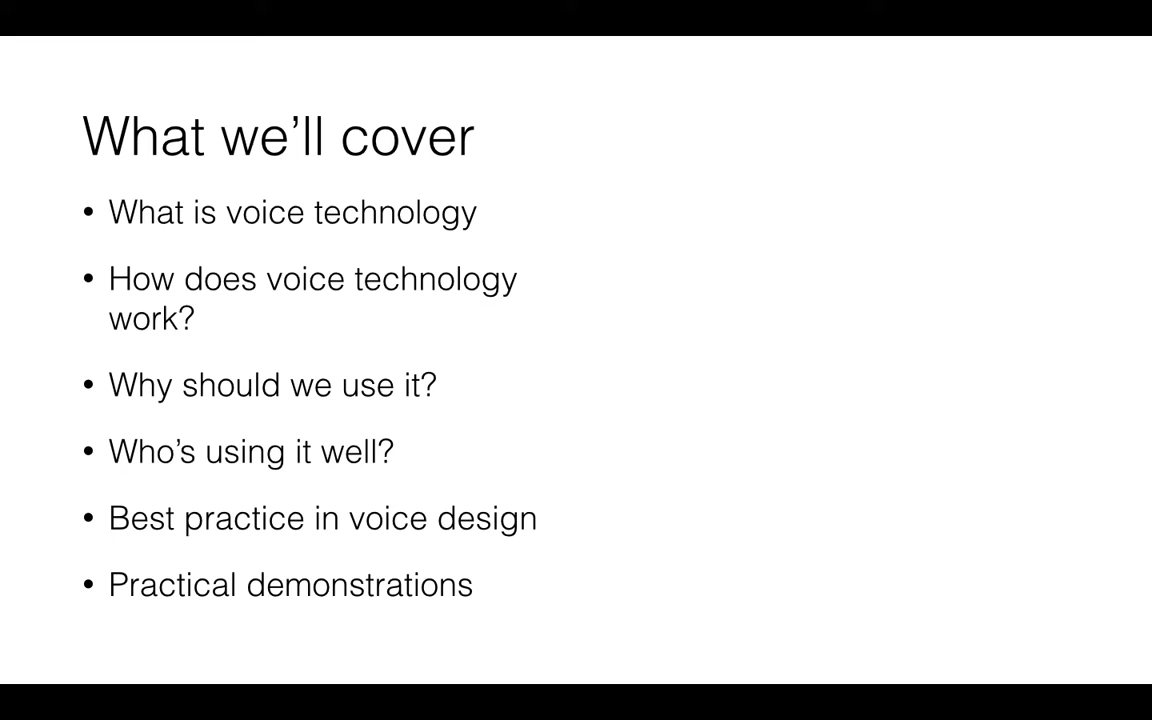 What we’ll cover
• What is voice technology
• How does voice technology
work?
• Why should we use it?
• Who’s using it well?
• Best practice in voice design
• Practical demonstrations